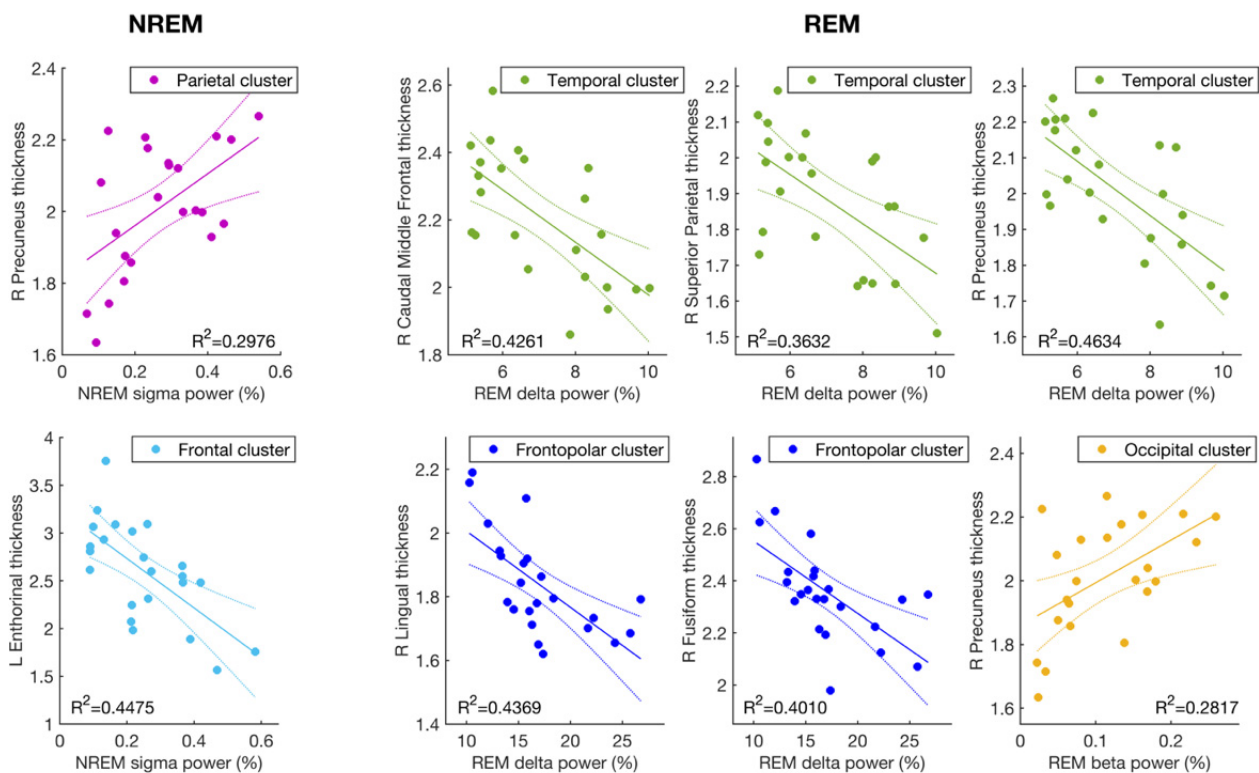 NREM
REM
Parietal cluster
R Precuneus thickness
2.4
2.2
2
1.8
1.6
0
0.2
0.4
0.6
R²=0.2976
NREM sigma power (%)
Temporal cluster
R Caudal Middle Frontal thickness
2.6
2.4
2.2
2
1.8
6
8
10
R²=0.4261
REM delta power (%)
Temporal cluster
R Superior Parietal thickness
2.2
2.1
2
1.9
1.8
1.7
1.6
1.5
6
8
10
R²=0.3632
REM delta power (%)
Temporal cluster
R Precuneus thickness
2.3
2.2
2.1
2
1.9
1.8
1.7
1.6
6
8
10
R²=0.4634
REM delta power (%)
Frontal cluster
L Enthorinal thickness
4
3.5
3
2.5
2
1.5
1
0
0.2
0.4
0.6
R²=0.4475
NREM sigma power (%)
Frontopolar cluster
R Lingual thickness
2.2
2
1.8
1.6
1.4
10
15
20
25
R²=0.4369
REM delta power (%)
Frontopolar cluster
R Fusiform thickness
2.8
2.6
2.4
2.2
2
10
15
20
25
R²=0.4010
REM delta power (%)
Occipital cluster
R Precuneus thickness
2.4
2.2
2
1.8
1.6
0
0.1
0.2
R²=0.2817
REM beta power (%)